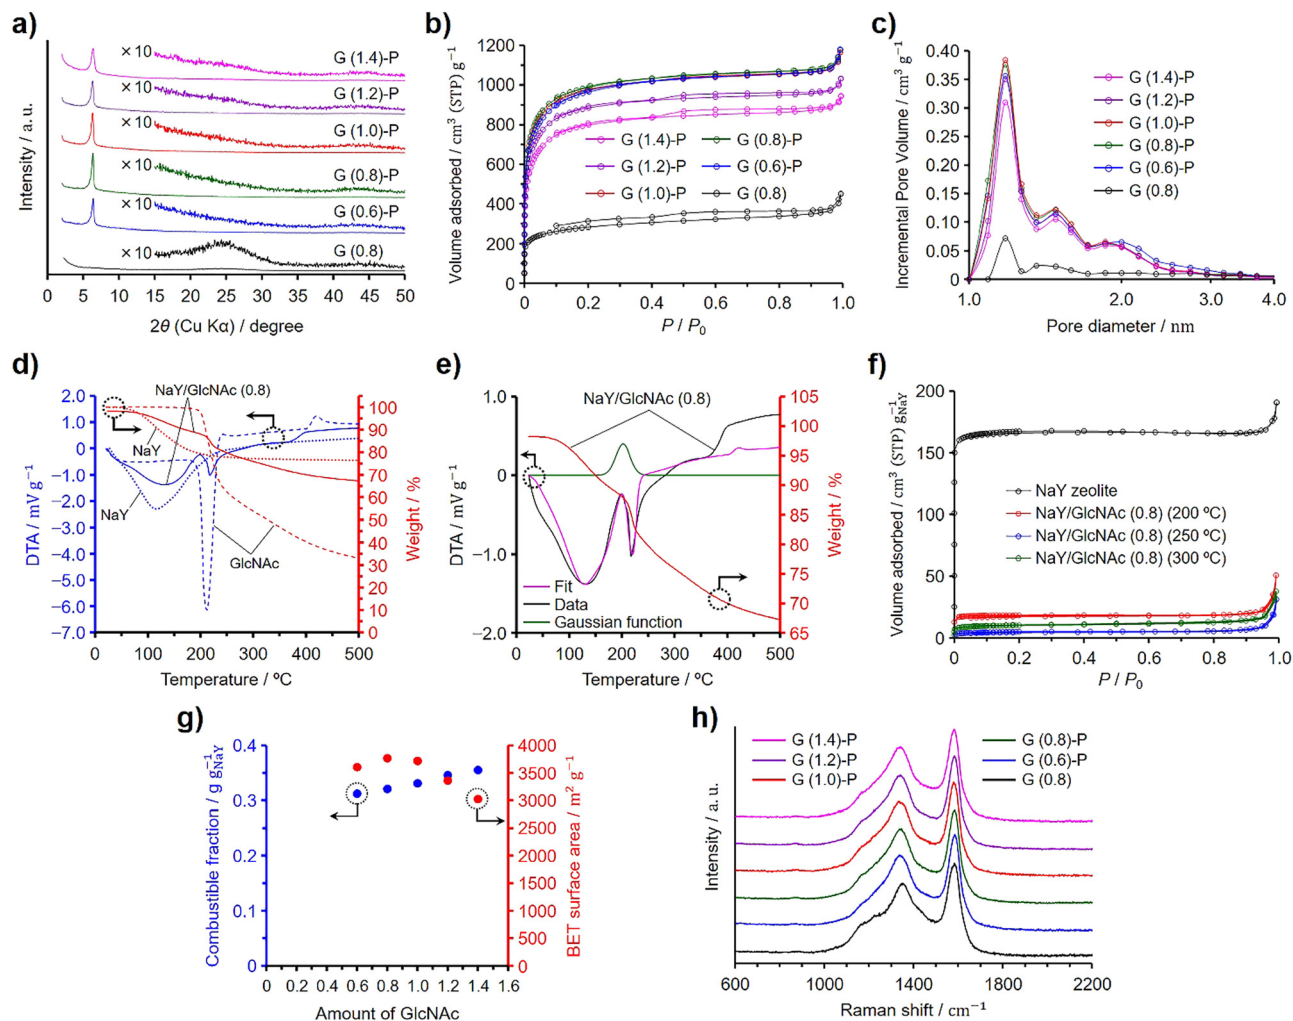 a)
Intensity / a.u.
× 10
G (1.4)-P
× 10
G (1.2)-P
× 10
G (1.0)-P
× 10
G (0.8)-P
× 10
G (0.6)-P
× 10
G (0.8)
0 5 10 15 20 25 30 35 40 45 50
2θ (Cu Kα) / degree
b)
Volume adsorbed / cm³ (STP) g⁻¹
1200
1000
800
600
400
200
0
G (1.4)-P G (0.8)-P
G (1.2)-P G (0.6)-P
G (1.0)-P G (0.8)
0 0.2 0.4 0.6 0.8 1.0
P / P₀
c)
Incremental Pore Volume / cm³ g⁻¹
0.40
0.35
0.30
0.25
0.20
0.15
0.10
0.05
0
G (1.4)-P
G (1.2)-P
G (1.0)-P
G (0.8)-P
G (0.6)-P
G (0.8)
1.0 2.0 3.0 4.0
Pore diameter / nm
d)
DTA / mV g⁻¹
2.0
1.0
0
−1.0
−2.0
−3.0
−4.0
−5.0
−6.0
−7.0
NaY/GlcNAc (0.8)
NaY
NaY
GlcNAc
100
90
80
70
60
50
40
30
20
10
0
Weight / %
0 100 200 300 400 500
Temperature / ºC
e)
DTA / mV g⁻¹
1.0
0
−1.0
−2.0
NaY/GlcNAc (0.8)
Fit
Data
Gaussian function
105
100
95
90
85
80
75
70
65
Weight / %
0 100 200 300 400 500
Temperature / ºC
f)
Volume adsorbed / cm³ (STP) g⁻¹NaY
200
150
100
50
0
NaY zeolite
NaY/GlcNAc (0.8) (200 ºC)
NaY/GlcNAc (0.8) (250 ºC)
NaY/GlcNAc (0.8) (300 ºC)
0 0.2 0.4 0.6 0.8 1.0
P / P₀
g)
Combustible fraction / g g⁻¹NaY
0.4
0.3
0.2
0.1
0
4000
3500
3000
2500
2000
1500
1000
500
0
BET surface area / m² g⁻¹
0 0.2 0.4 0.6 0.8 1.0 1.2 1.4 1.6
Amount of GlcNAc
h)
Intensity / a.u.
G (1.4)-P G (0.8)-P
G (1.2)-P G (0.6)-P
G (1.0)-P G (0.8)
600 1000 1400 1800 2200
Raman shift / cm⁻¹